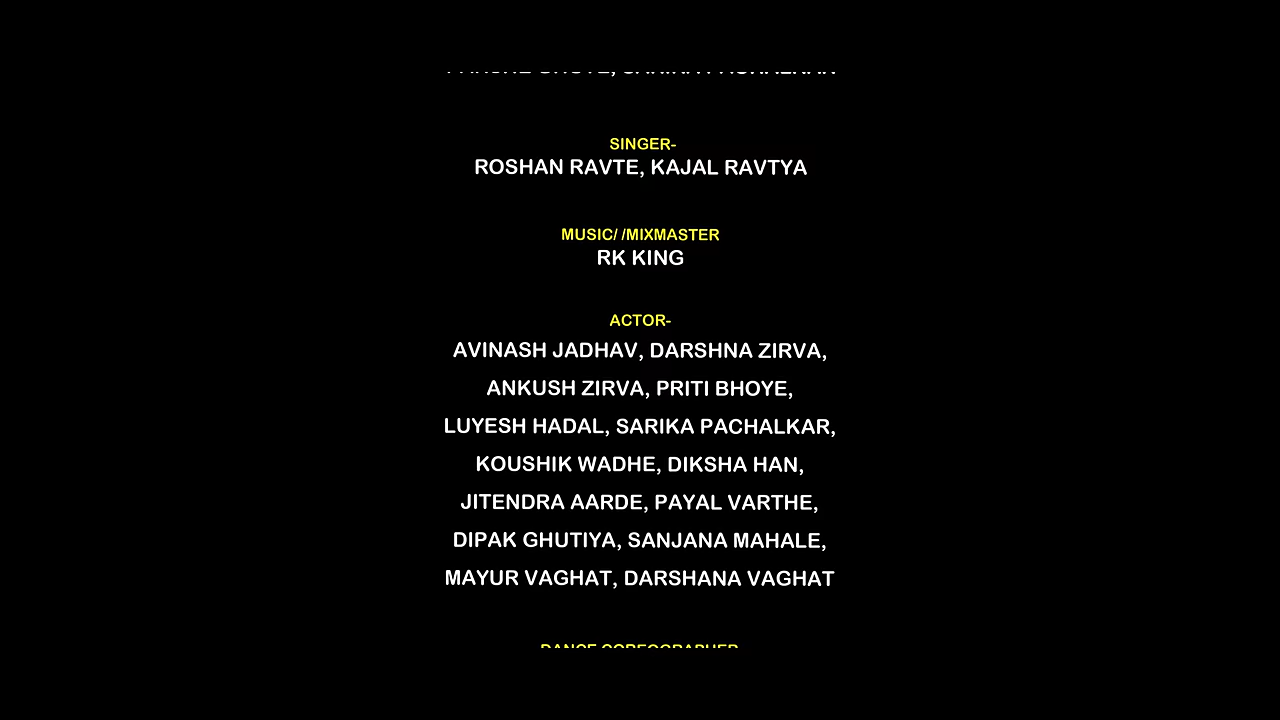 SINGER-
ROSHAN RAVTE, KAJAL RAVTYA
MUSIC/ /MIXMASTER
RK KING
ACTOR-
AVINASH JADHAV, DARSHNA ZIRVA,
ANKUSH ZIRVA, PRITI BHOYE,
LUYESH HADAL, SARIKA PACHALKAR,
KOUSHIK WADHE, DIKSHA HAN,
JITENDRA AARDE, PAYAL VARTHE,
DIPAK GHUTIYA, SANJANA MAHALE,
MAYUR VAGHAT, DARSHANA VAGHAT
DANCE COREOGRAPHER